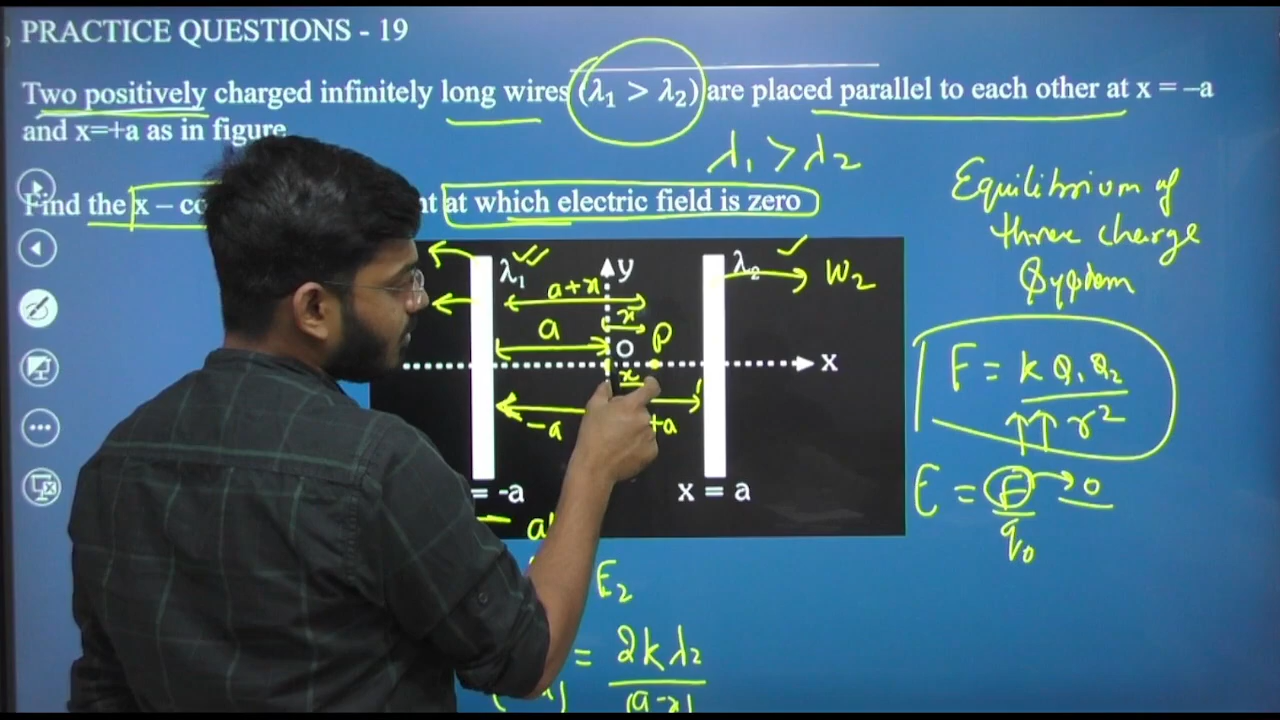 PRACTICE QUESTIONS - 19
Two positively charged infinitely long wires (λ₁ > λ₂) are placed parallel to each other at x = –a
and x=+a as in figure
λ₁ > λ₂
Find the x – co at which electric field is zero
Equilibrium of
three charge
System
λ₁
y
λ₂
W₂
a+x
x
a
O
P
x
x
-a
+a
= -a
x = a
- a
F = k Q₁ Q₂
r²
E = F → 0
q₀
E₂
= 2kλ₂
(a-x)